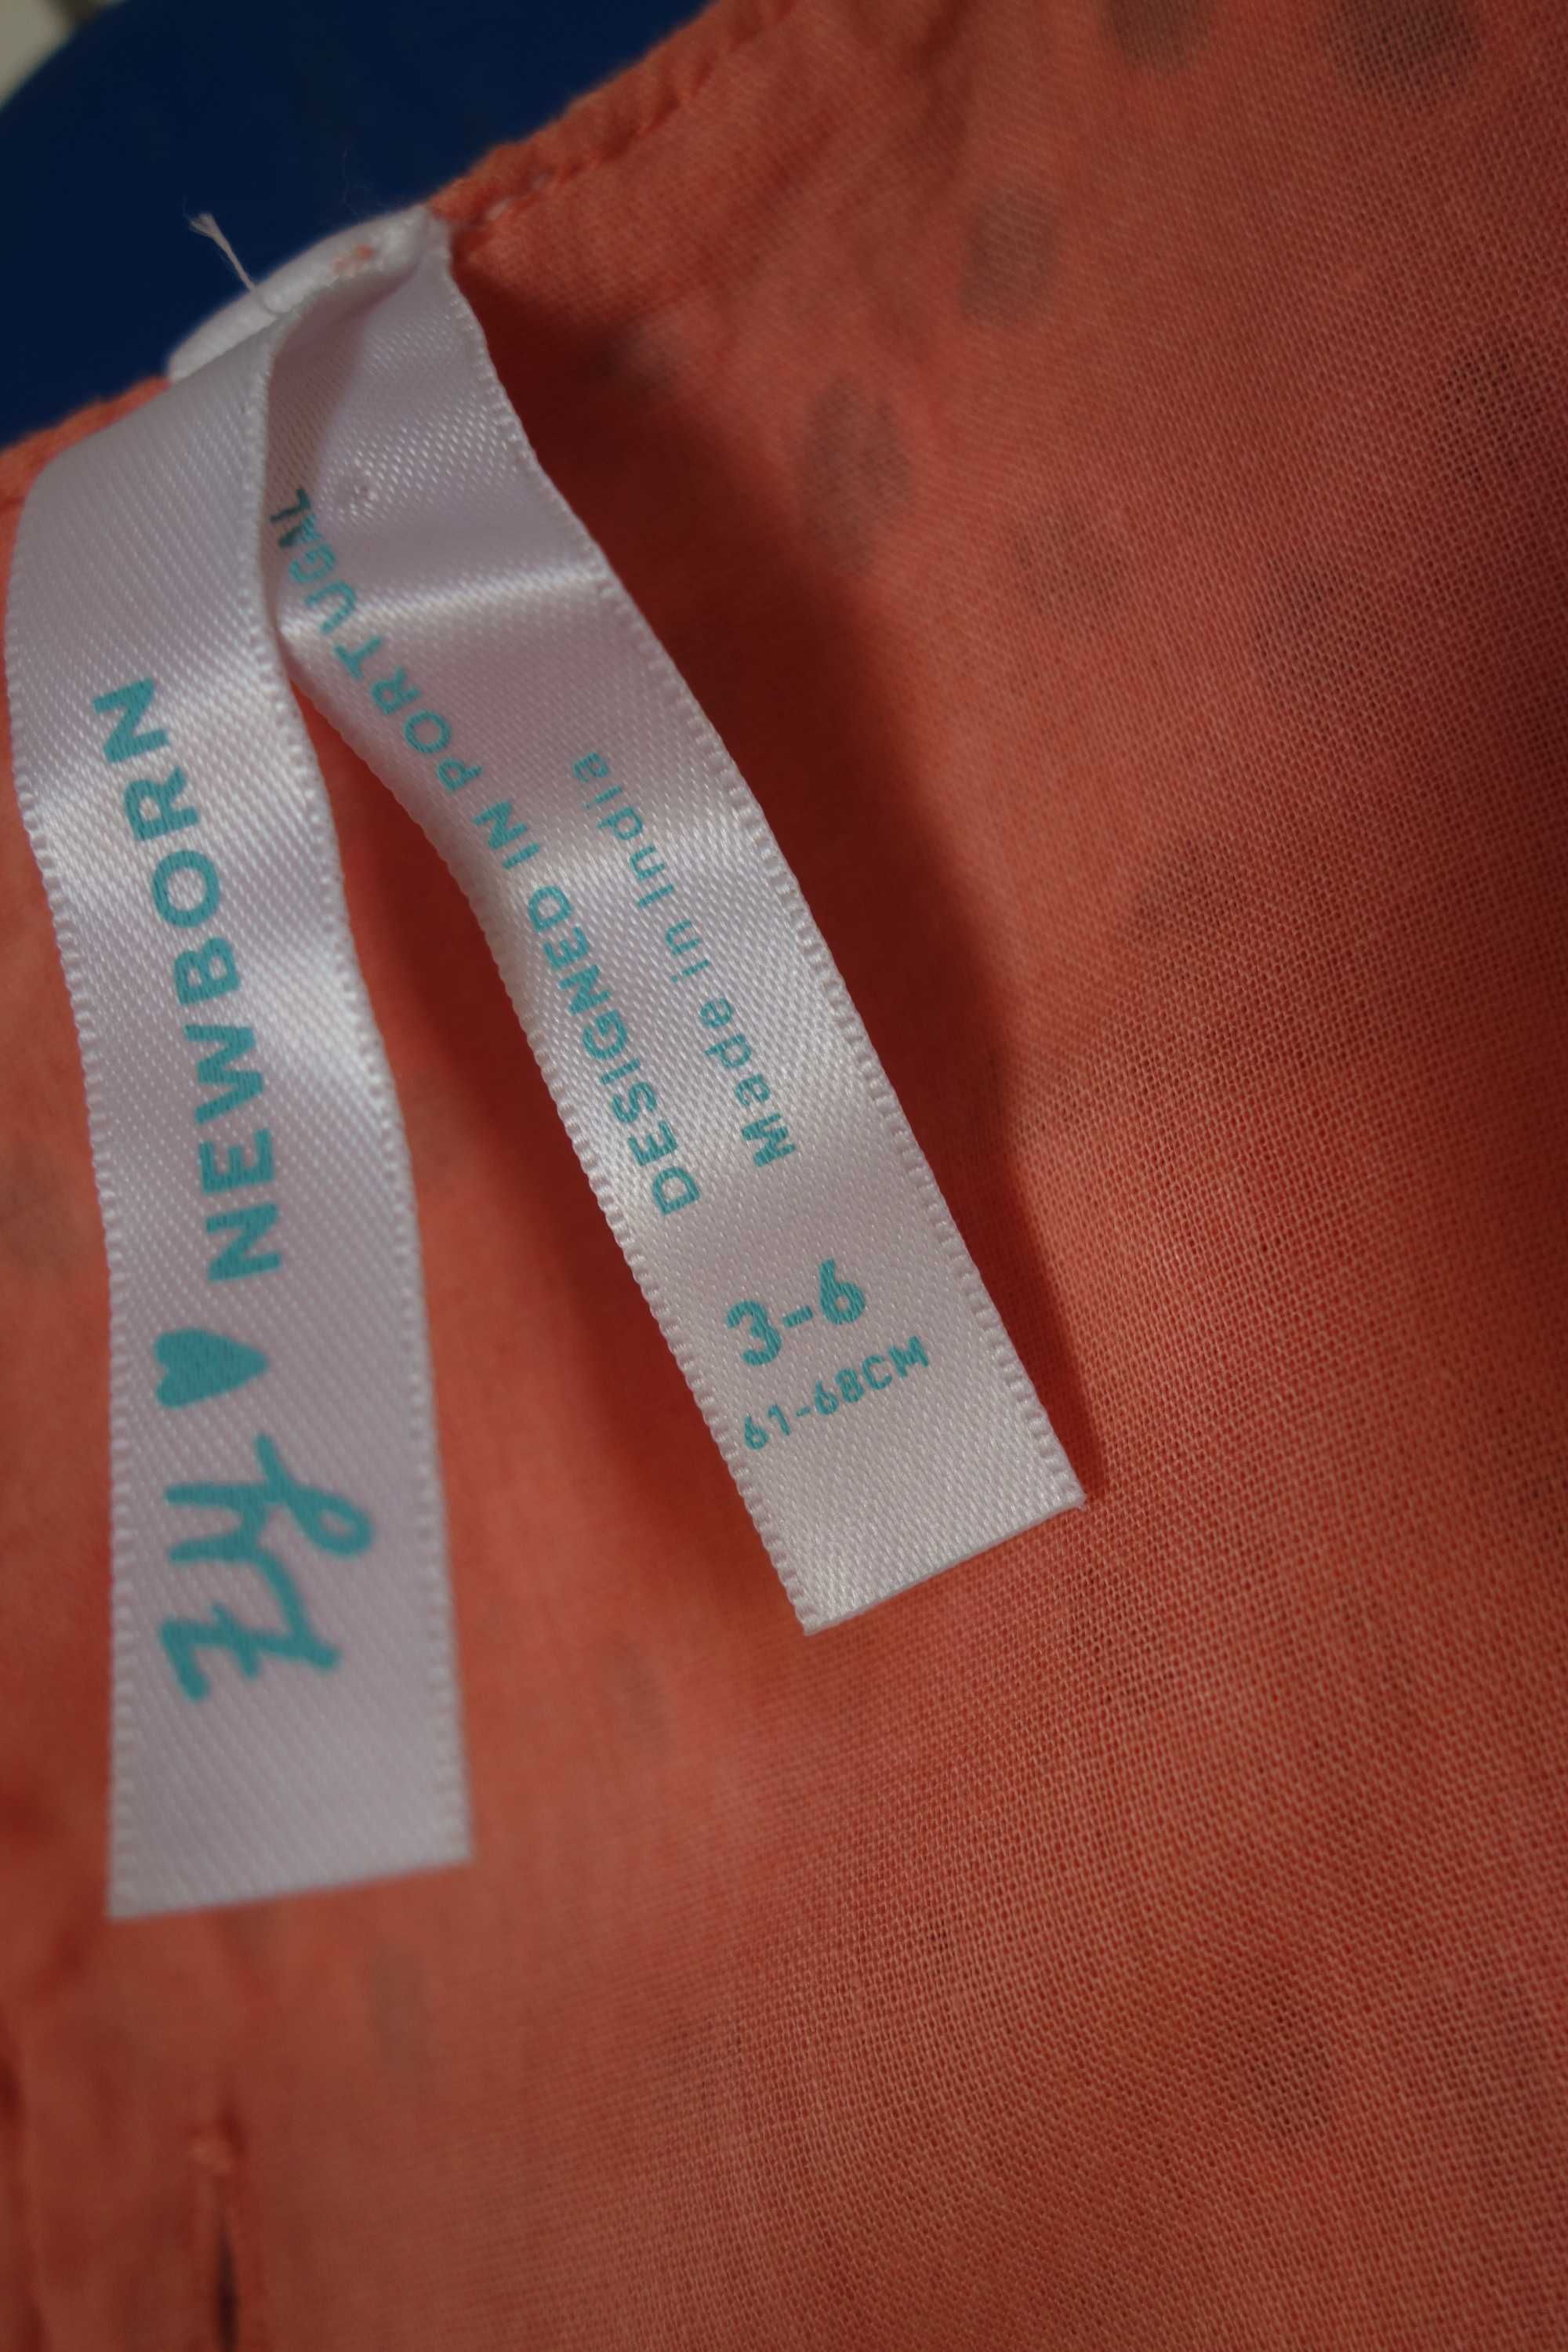 ZY ♥ NEWBORN
DESIGNED IN PORTUGAL
Made in India
3-6
61-68CM